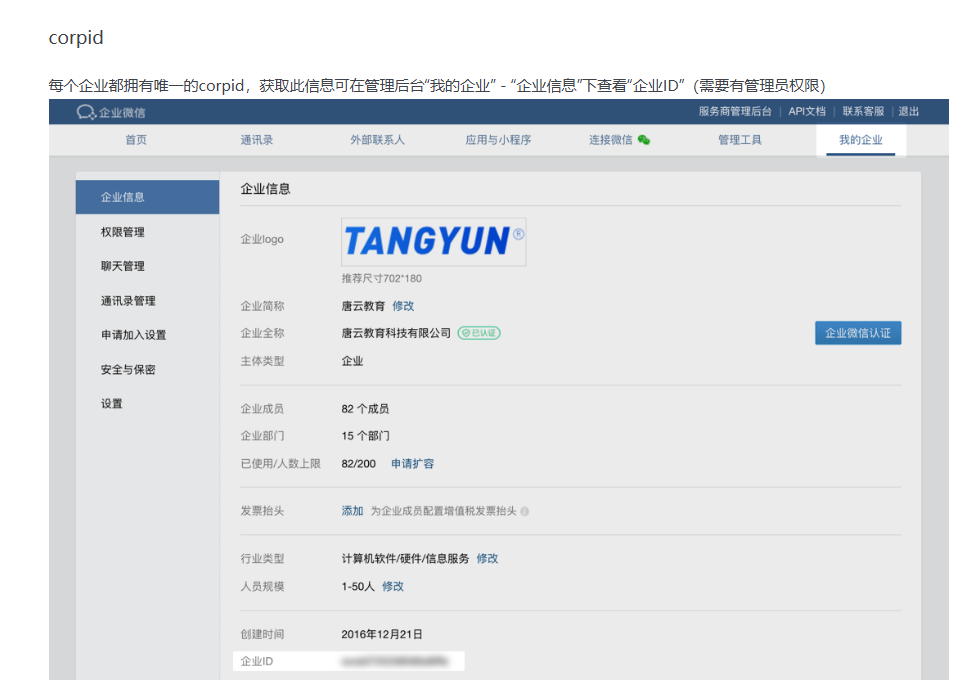 corpid
每个企业都拥有唯一的corpid，获取此信息可在管理后台“我的企业” - “企业信息”下查看“企业ID”（需要有管理员权限）
企业微信 服务商管理后台 | API文档 | 联系客服 | 退出
首页 通讯录 外部联系人 应用与小程序 连接微信 管理工具 我的企业
企业信息
权限管理
聊天管理
通讯录管理
申请加入设置
安全与保密
设置
企业信息
企业logo TANGYUN®
推荐尺寸702*180
企业简称 唐云教育 修改
企业全称 唐云教育科技有限公司 已认证 企业微信认证
主体类型 企业
企业成员 82 个成员
企业部门 15 个部门
已使用/人数上限 82/200 申请扩容
发票抬头 添加 为企业成员配置增值税发票抬头
行业类型 计算机软件/硬件/信息服务 修改
人员规模 1-50人 修改
创建时间 2016年12月21日
企业ID